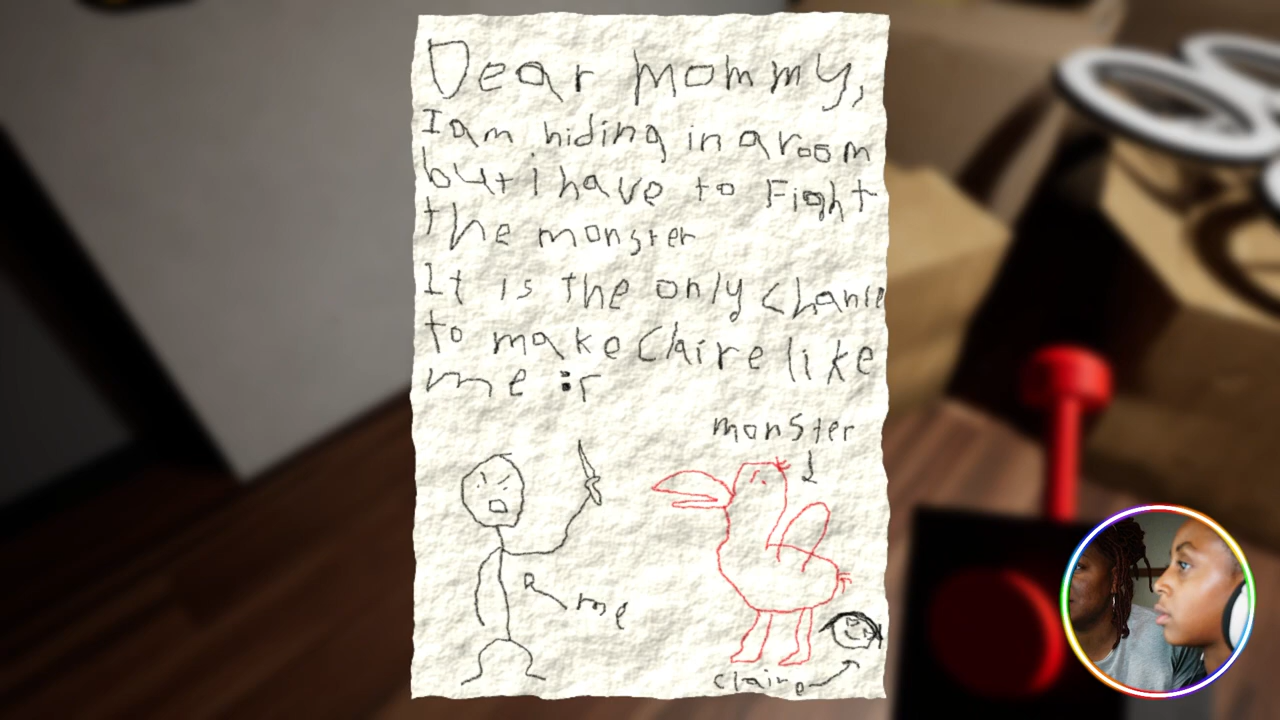 Dear mommy,
I am hiding in a room
but i have to Fight
the monster
It is the only chance
to make Claire like
me :r
monster
me
Claire